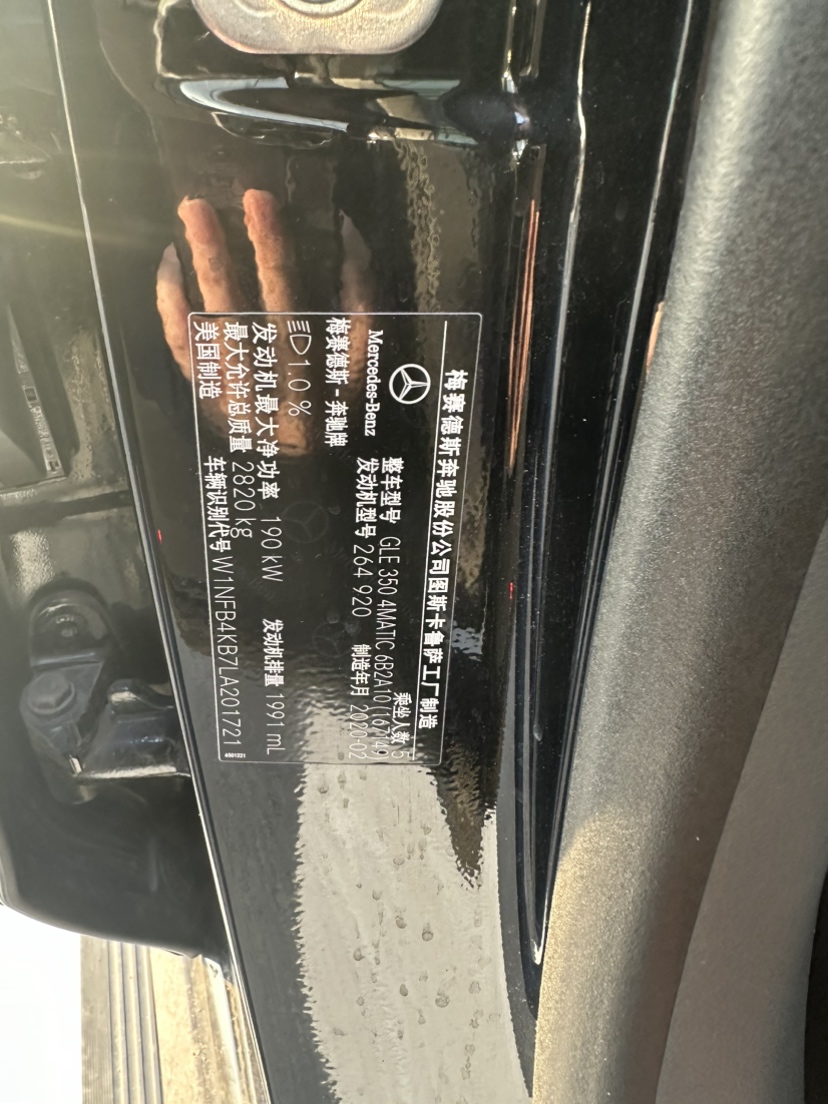 梅赛德斯奔驰股份公司图斯卡鲁萨工厂制造
乘坐人数 5
整车型号 GLE 350 4MATIC 6B2A10 (167149)
Mercedes-Benz 发动机型号 264 920 制造年月 2020-02
梅赛德斯-奔驰牌
1.0 %
发动机最大净功率 190 kW 发动机排量 1991 mL
最大允许总质量 2820 kg
美国制造 车辆识别代号 W1NFB4KB7LA201721